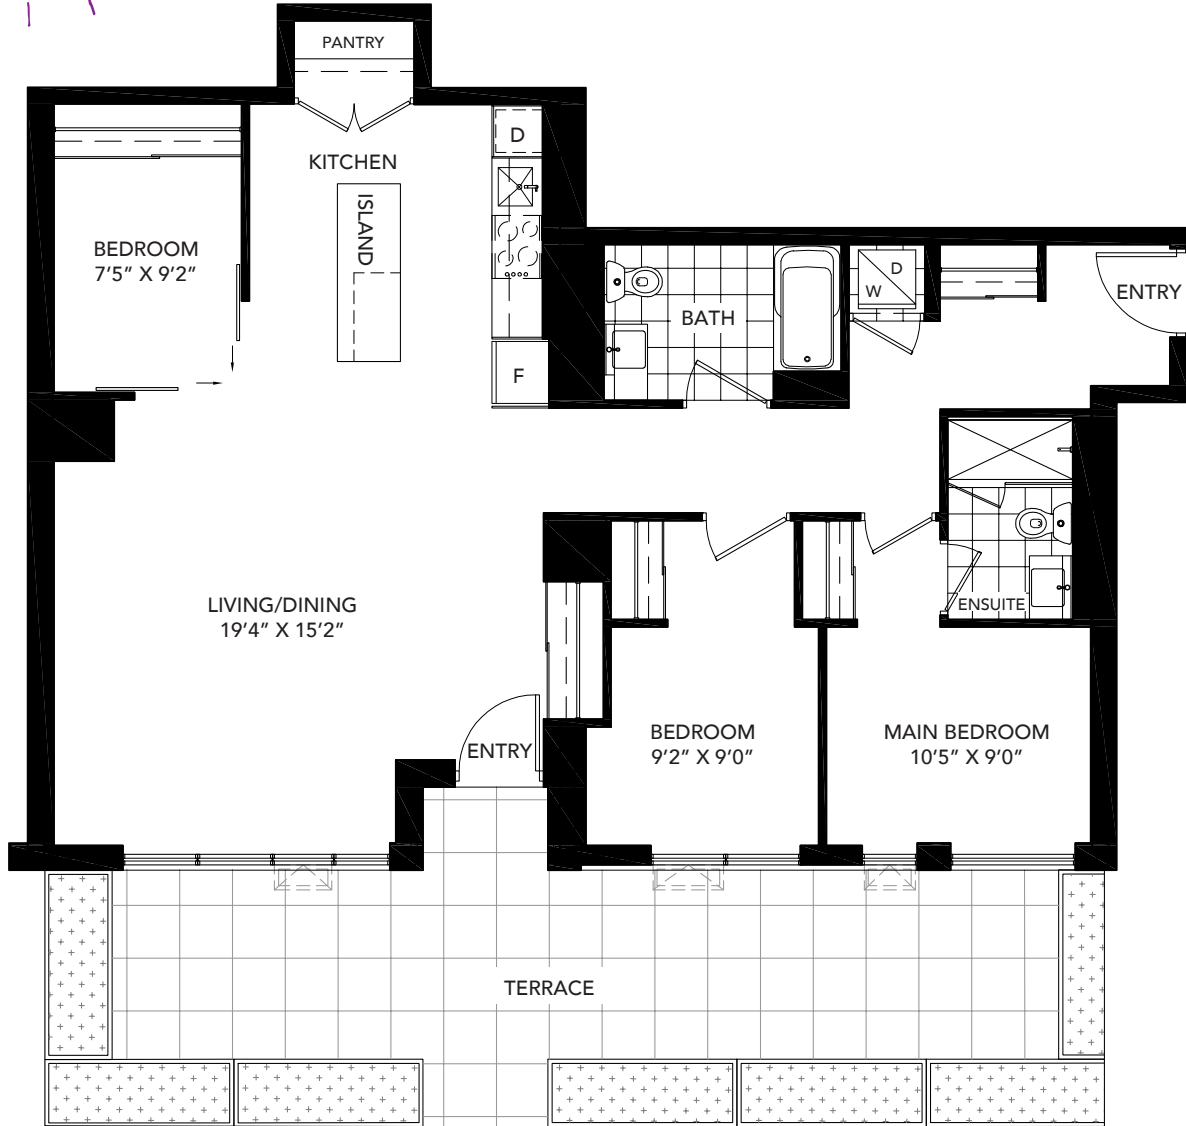 PANTRY
D
KITCHEN
ISLAND
BEDROOM
7'5" X 9'2"
F
BATH
D
W
ENTRY
ENSUITE
LIVING/DINING
19'4" X 15'2"
ENTRY
BEDROOM
9'2" X 9'0"
MAIN BEDROOM
10'5" X 9'0"
TERRACE